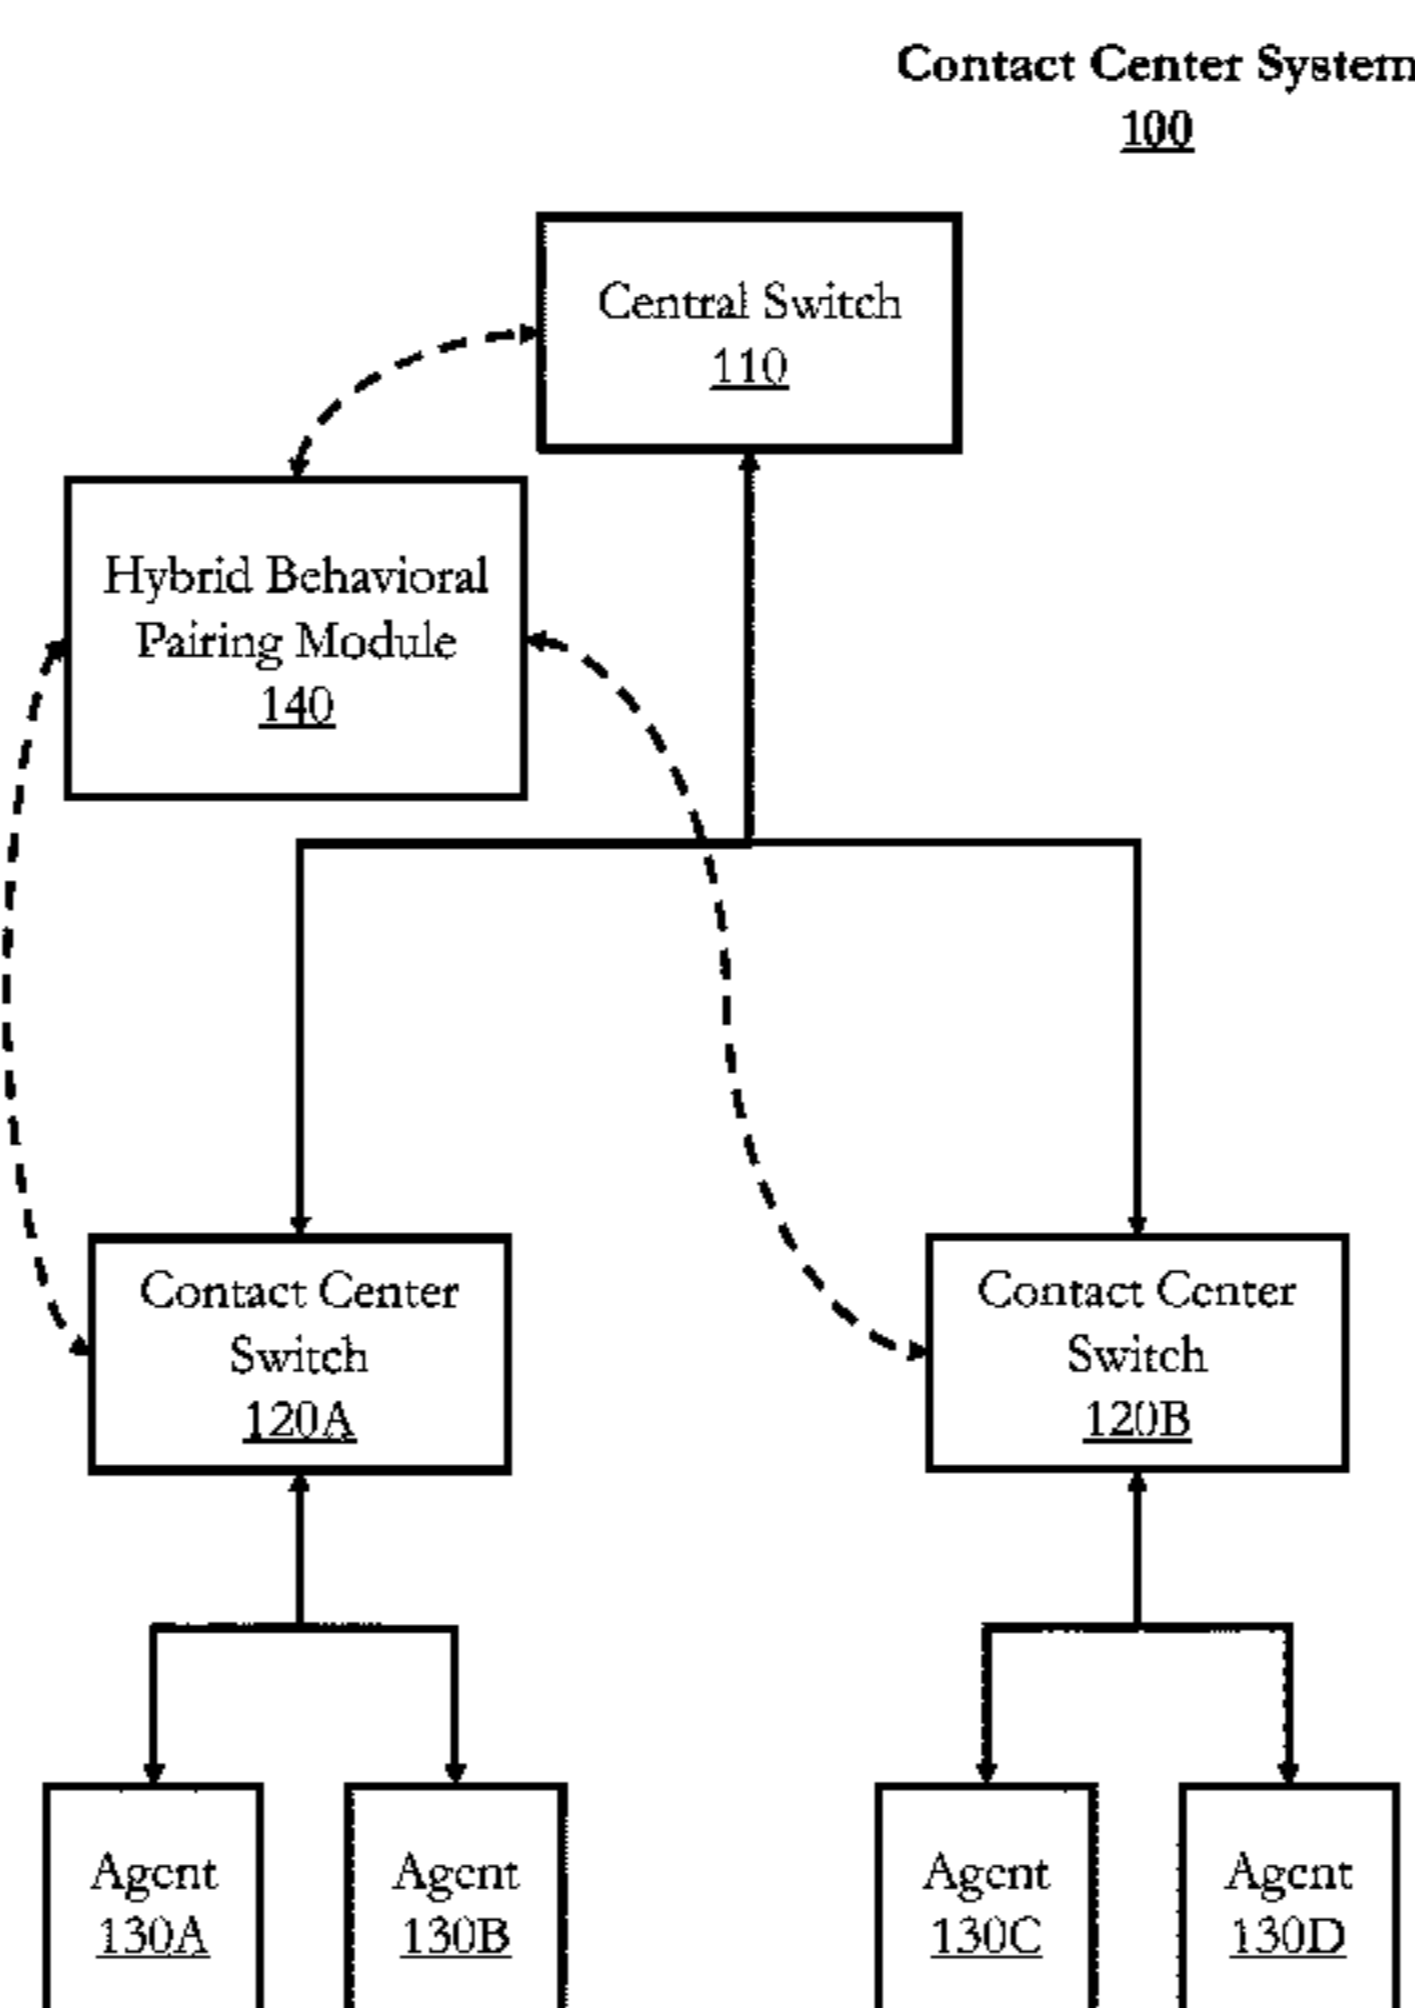 Contact Center System
100
Central Switch
110
Hybrid Behavioral
Pairing Module
140
Contact Center
Switch
120A
Contact Center
Switch
120B
Agent
130A
Agent
130B
Agent
130C
Agent
130D